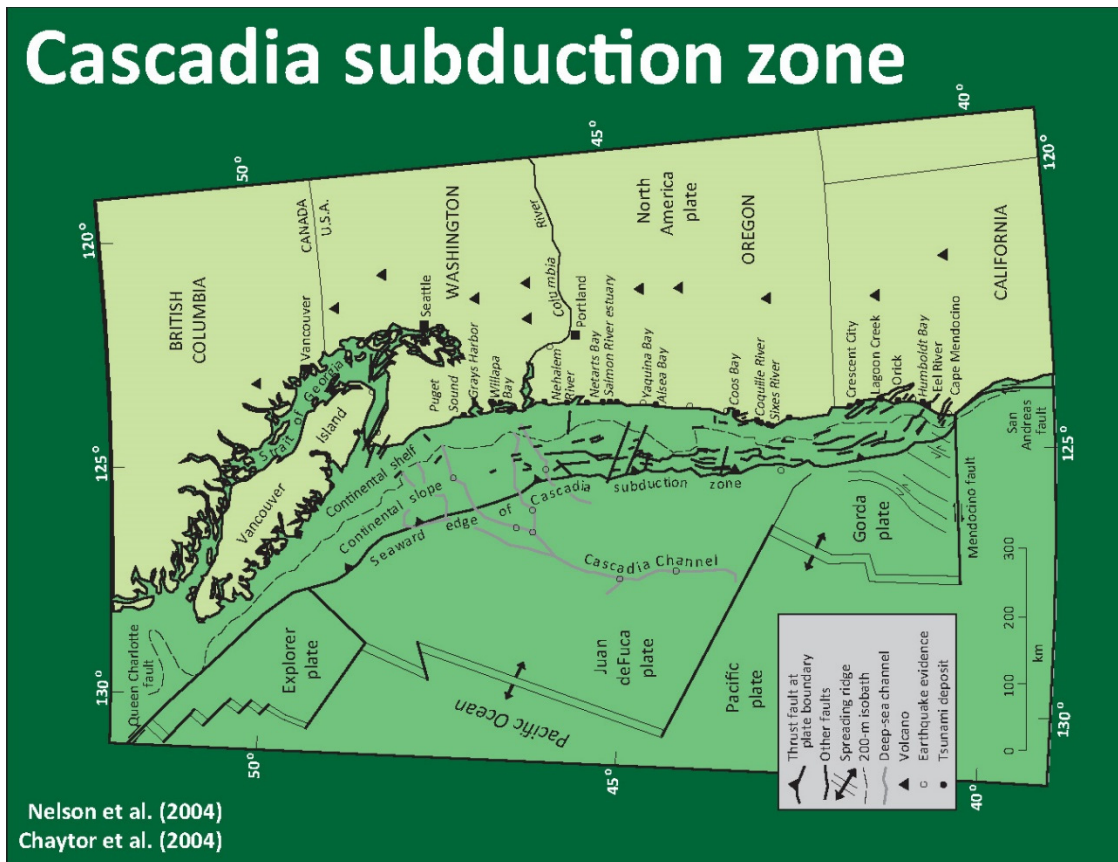 Cascadia subduction zone
BRITISH
COLUMBIA
CANADA
U.S.A.
WASHINGTON
North
America
plate
OREGON
CALIFORNIA
Vancouver
Seattle
Columbia
River
Portland
Strait of Georgia
Vancouver
Island
Puget
Sound
Grays Harbor
Willapa
Bay
Nehalem
River
Netarts Bay
Salmon River estuary
Yaquina Bay
Alsea Bay
Coos Bay
Coquille River
Sixes River
Crescent City
Lagoon Creek
Orick
Humboldt Bay
Eel River
Cape Mendocino
San
Andreas
fault
Mendocino fault
Continental shelf
Continental slope
Seaward edge of Cascadia subduction zone
Cascadia Channel
Queen Charlotte
fault
Explorer
plate
Juan
deFuca
plate
Gorda
plate
Pacific
plate
Pacific Ocean
120°
125°
130°
50°
45°
40°
120°
125°
130°
50°
45°
40°
Thrust fault at
plate boundary
Other faults
Spreading ridge
200-m isobath
Deep-sea channel
Volcano
Earthquake evidence
Tsunami deposit
0 100 200 300
km
Nelson et al. (2004)
Chaytor et al. (2004)